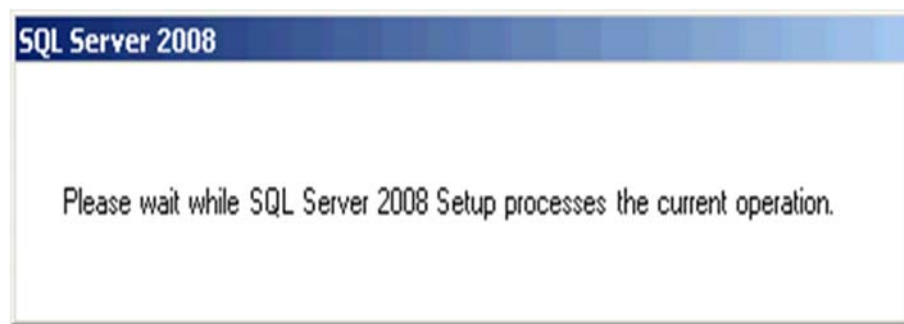 SQL Server 2008
Please wait while SQL Server 2008 Setup processes the current operation.